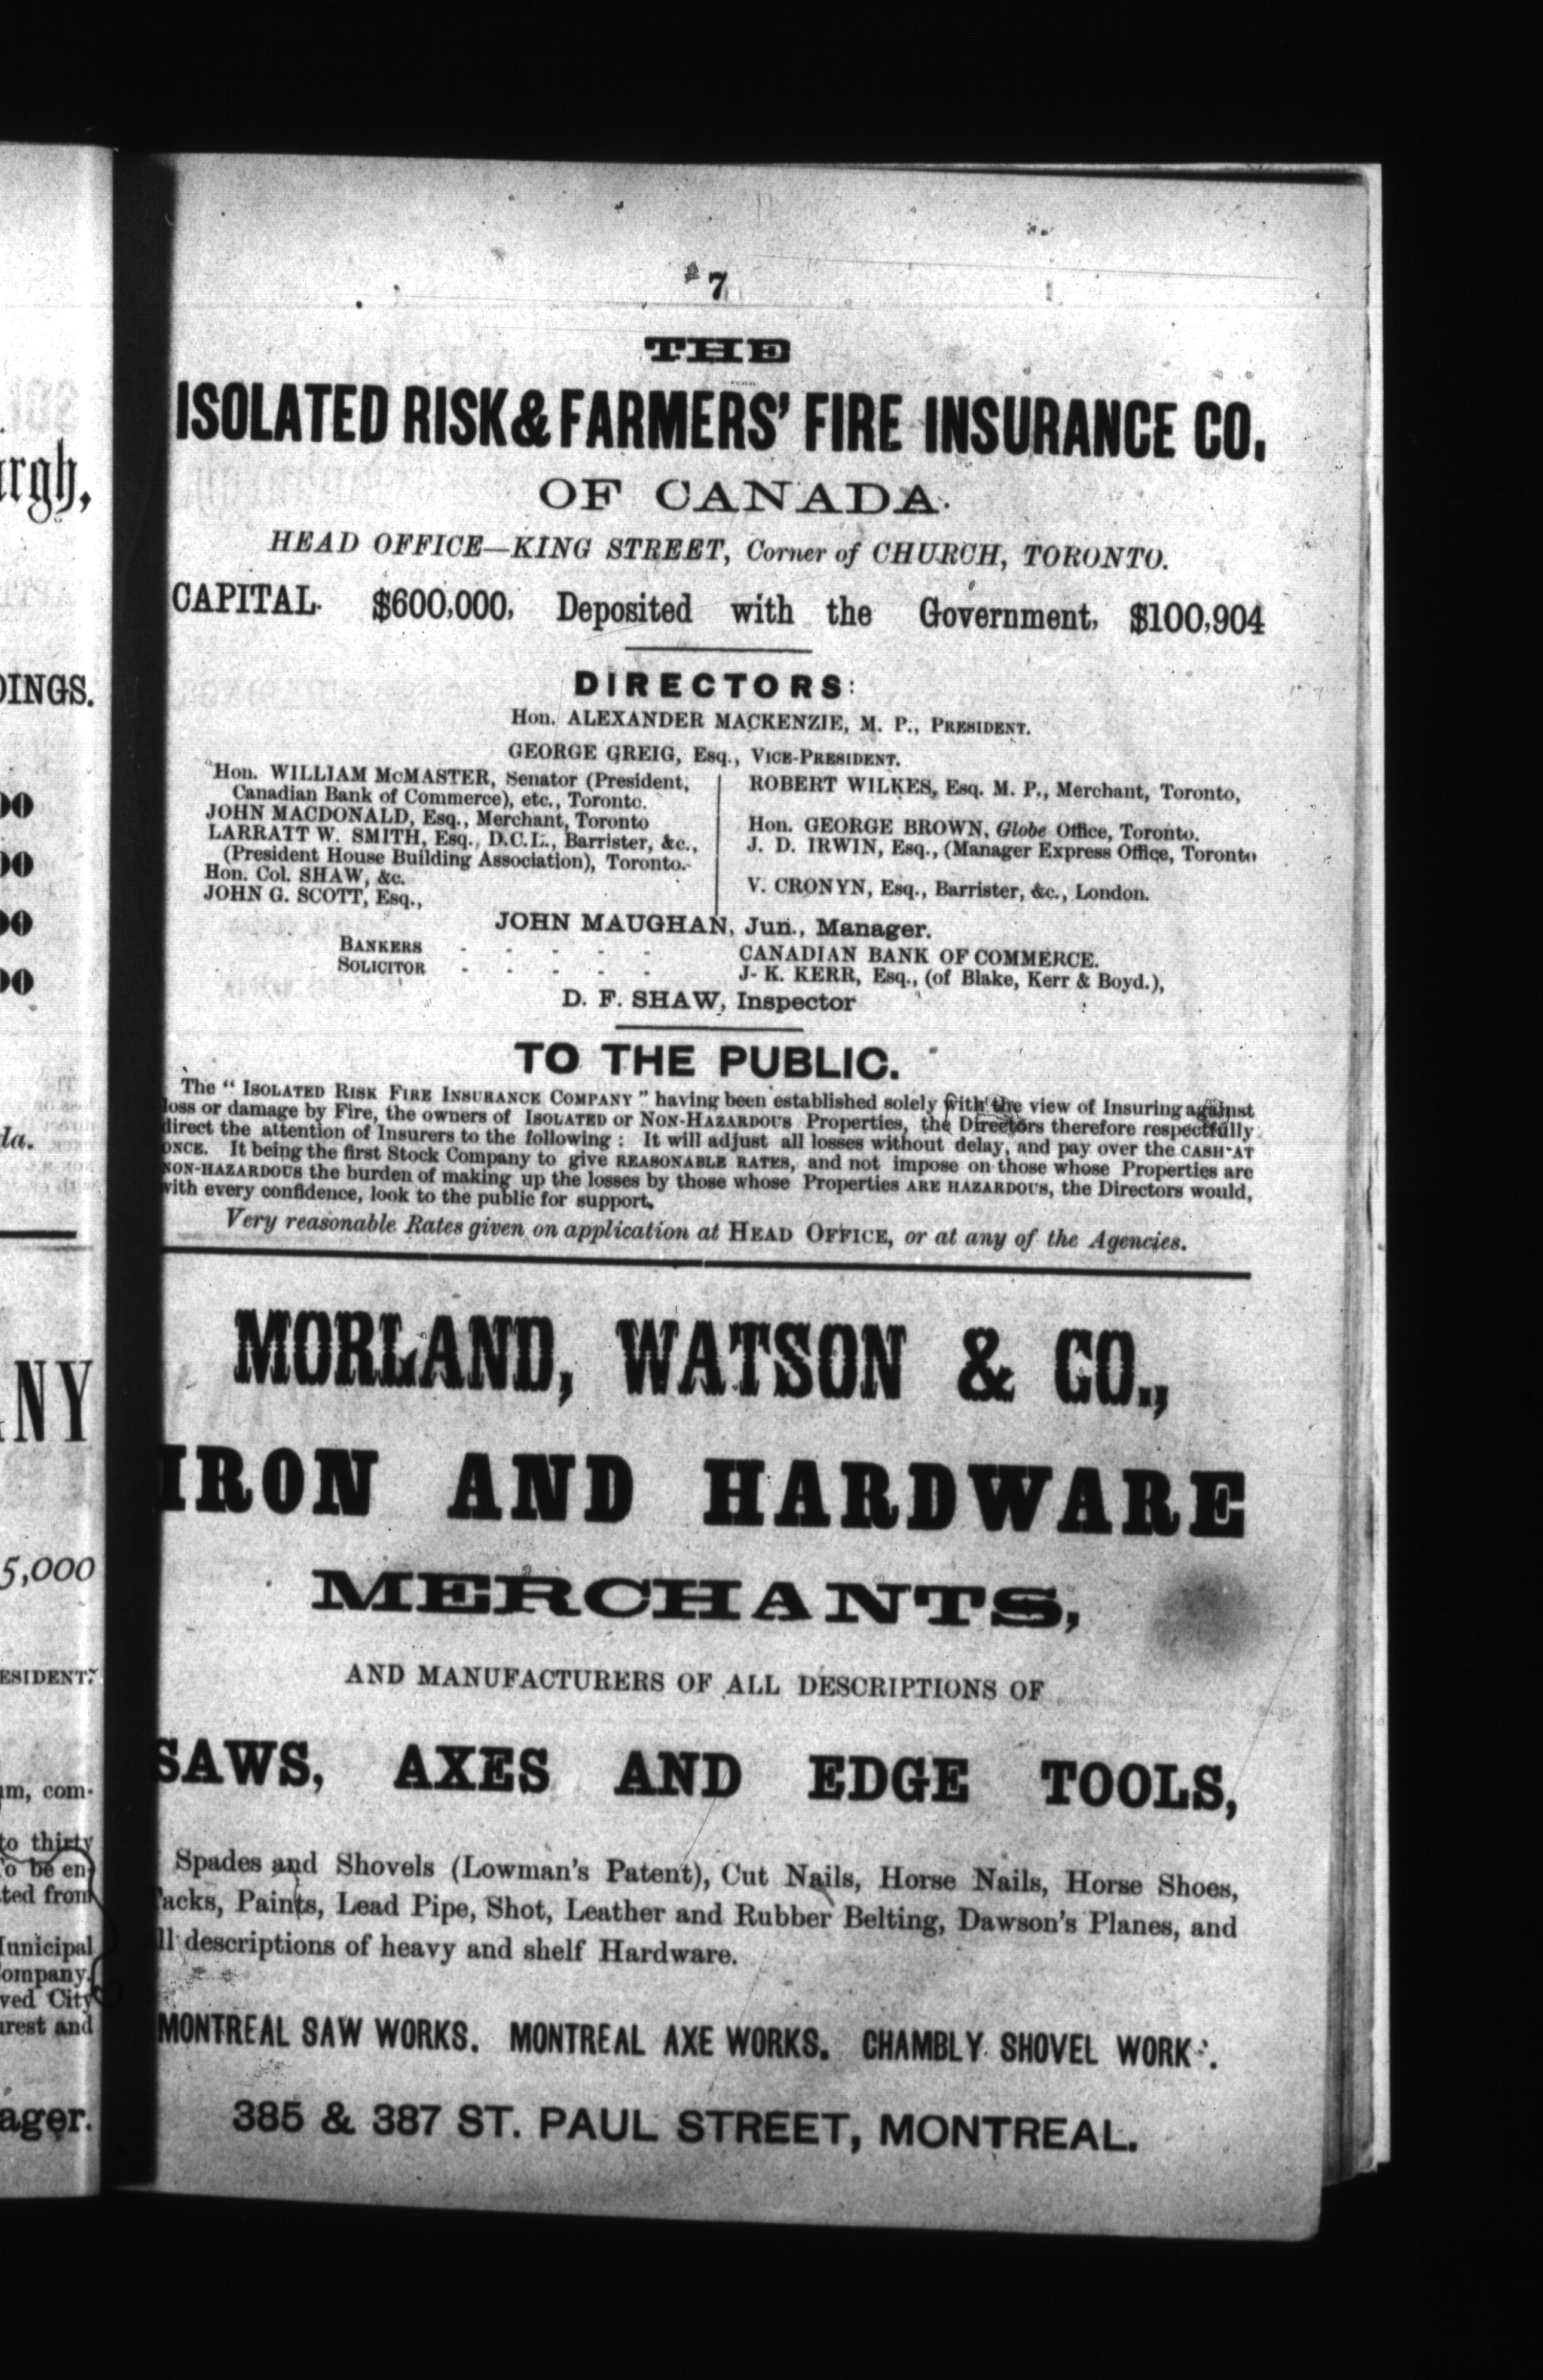 7
THE
ISOLATED RISK & FARMERS' FIRE INSURANCE CO.
OF CANADA.
HEAD OFFICE—KING STREET, Corner of CHURCH, TORONTO.
CAPITAL. $600,000, Deposited with the Government, $100,904
DIRECTORS:
Hon. ALEXANDER MACKENZIE, M. P., PRESIDENT.
GEORGE GREIG, Esq., VICE-PRESIDENT.
Hon. WILLIAM McMASTER, Senator (President,
Canadian Bank of Commerce), etc., Toronto.
JOHN MACDONALD, Esq., Merchant, Toronto
LARRATT W. SMITH, Esq., D.C.L., Barrister, &c.,
(President House Building Association), Toronto.
Hon. Col. SHAW, &c.
JOHN G. SCOTT, Esq.,
ROBERT WILKES, Esq. M. P., Merchant, Toronto,
Hon. GEORGE BROWN, Globe Office, Toronto.
J. D. IRWIN, Esq., (Manager Express Office, Toronto
V. CRONYN, Esq., Barrister, &c., London.
JOHN MAUGHAN, Jun., Manager.
BANKERS - - - - - CANADIAN BANK OF COMMERCE.
SOLICITOR - - - - - J. K. KERR, Esq., (of Blake, Kerr & Boyd.),
D. F. SHAW, Inspector
TO THE PUBLIC.
The "ISOLATED RISK FIRE INSURANCE COMPANY" having been established solely with the view of Insuring against
loss or damage by Fire, the owners of ISOLATED or NON-HAZARDOUS Properties, the Directors therefore respectfully
direct the attention of Insurers to the following: It will adjust all losses without delay, and pay over the CASH AT
ONCE. It being the first Stock Company to give REASONABLE RATES, and not impose on those whose Properties are
NON-HAZARDOUS the burden of making up the losses by those whose Properties ARE HAZARDOUS, the Directors would,
with every confidence, look to the public for support.
Very reasonable Rates given on application at HEAD OFFICE, or at any of the Agencies.
MORLAND, WATSON & CO.,
IRON AND HARDWARE
MERCHANTS,
AND MANUFACTURERS OF ALL DESCRIPTIONS OF
SAWS, AXES AND EDGE TOOLS,
Spades and Shovels (Lowman's Patent), Cut Nails, Horse Nails, Horse Shoes,
Tacks, Paints, Lead Pipe, Shot, Leather and Rubber Belting, Dawson's Planes, and
all descriptions of heavy and shelf Hardware.
MONTREAL SAW WORKS. MONTREAL AXE WORKS. CHAMBLY SHOVEL WORK.
385 & 387 ST. PAUL STREET, MONTREAL.